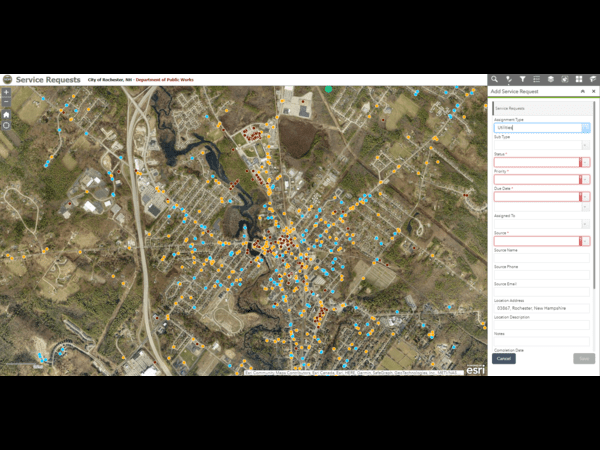 Service Requests
City of Rochester, NH - Department of Public Works
Add Service Request
Service Requests
Assignment Type
Utilities
Sub Type
Status *
Priority *
Due Date *
Assigned To
Source *
Source Name
Source Phone
Source Email
Location Address
03867, Rochester, New Hampshire
Location Description
Notes
Completion Date
Cancel
Save
Esri Community Maps Contributors, Esri Canada, Esri, HERE, Garmin, SafeGraph, GeoTechnologies, Inc, METI/NAS
esri